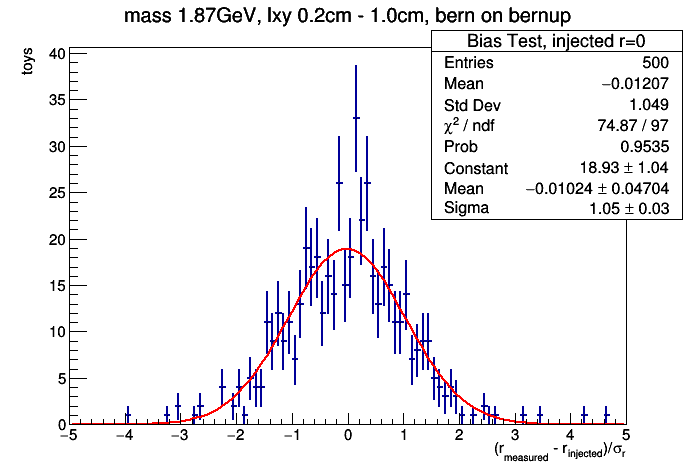 mass 1.87GeV, lxy 0.2cm - 1.0cm, bern on bernup
Bias Test, injected r=0
Entries 500
Mean −0.01207
Std Dev 1.049
χ² / ndf 74.87 / 97
Prob 0.9535
Constant 18.93 ± 1.04
Mean −0.01024 ± 0.04704
Sigma 1.05 ± 0.03
toys
40
35
30
25
20
15
10
5
0
−5 −4 −3 −2 −1 0 1 2 3 4 5
(r_measured - r_injected)/σ_r